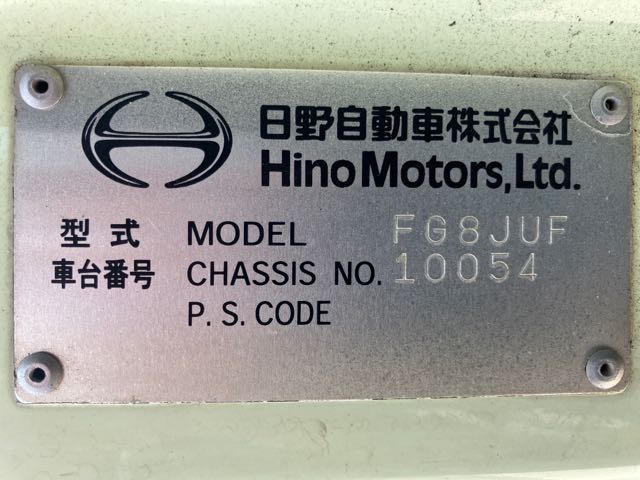 日野自動車株式会社
Hino Motors, Ltd.
型式 MODEL FG8JUF
車台番号 CHASSIS NO. 10054
P. S. CODE